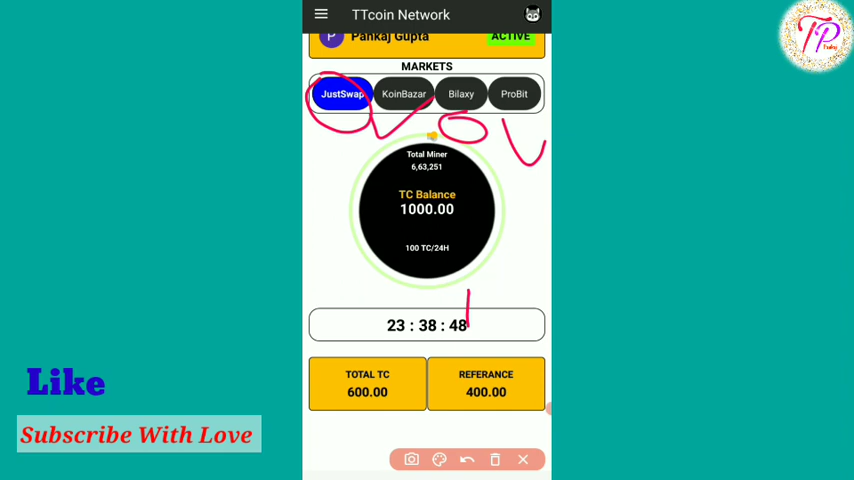 TTcoin Network
P Pankaj Gupta ACTIVE
MARKETS
JustSwap KoinBazar Bilaxy ProBit
Total Miner
6,63,251
TC Balance
1000.00
100 TC/24H
23 : 38 : 48
TOTAL TC REFERANCE
600.00 400.00
Like
Subscribe With Love
TP